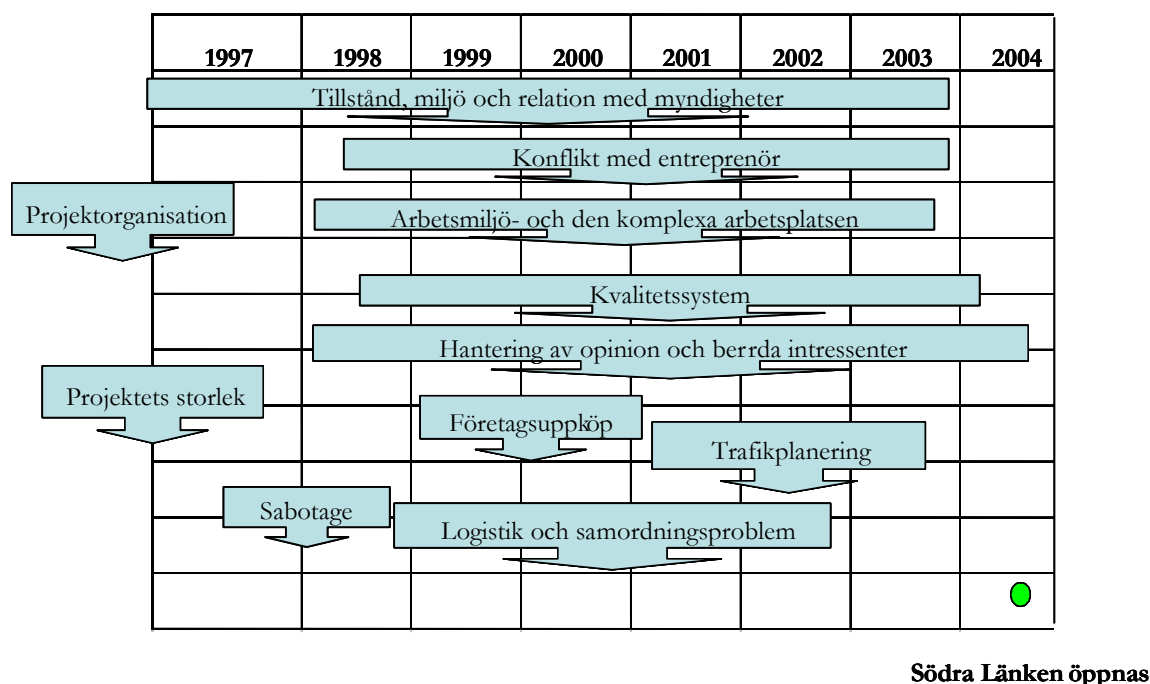 1997 1998 1999 2000 2001 2002 2003 2004
Tillstånd, miljö och relation med myndigheter
Konflikt med entreprenör
Projektorganisation
Arbetsmiljö- och den komplexa arbetsplatsen
Kvalitetssystem
Hantering av opinion och berrda intressenter
Projektets storlek
Företagsuppköp
Trafikplanering
Sabotage
Logistik och samordningsproblem
Södra Länken öppnas